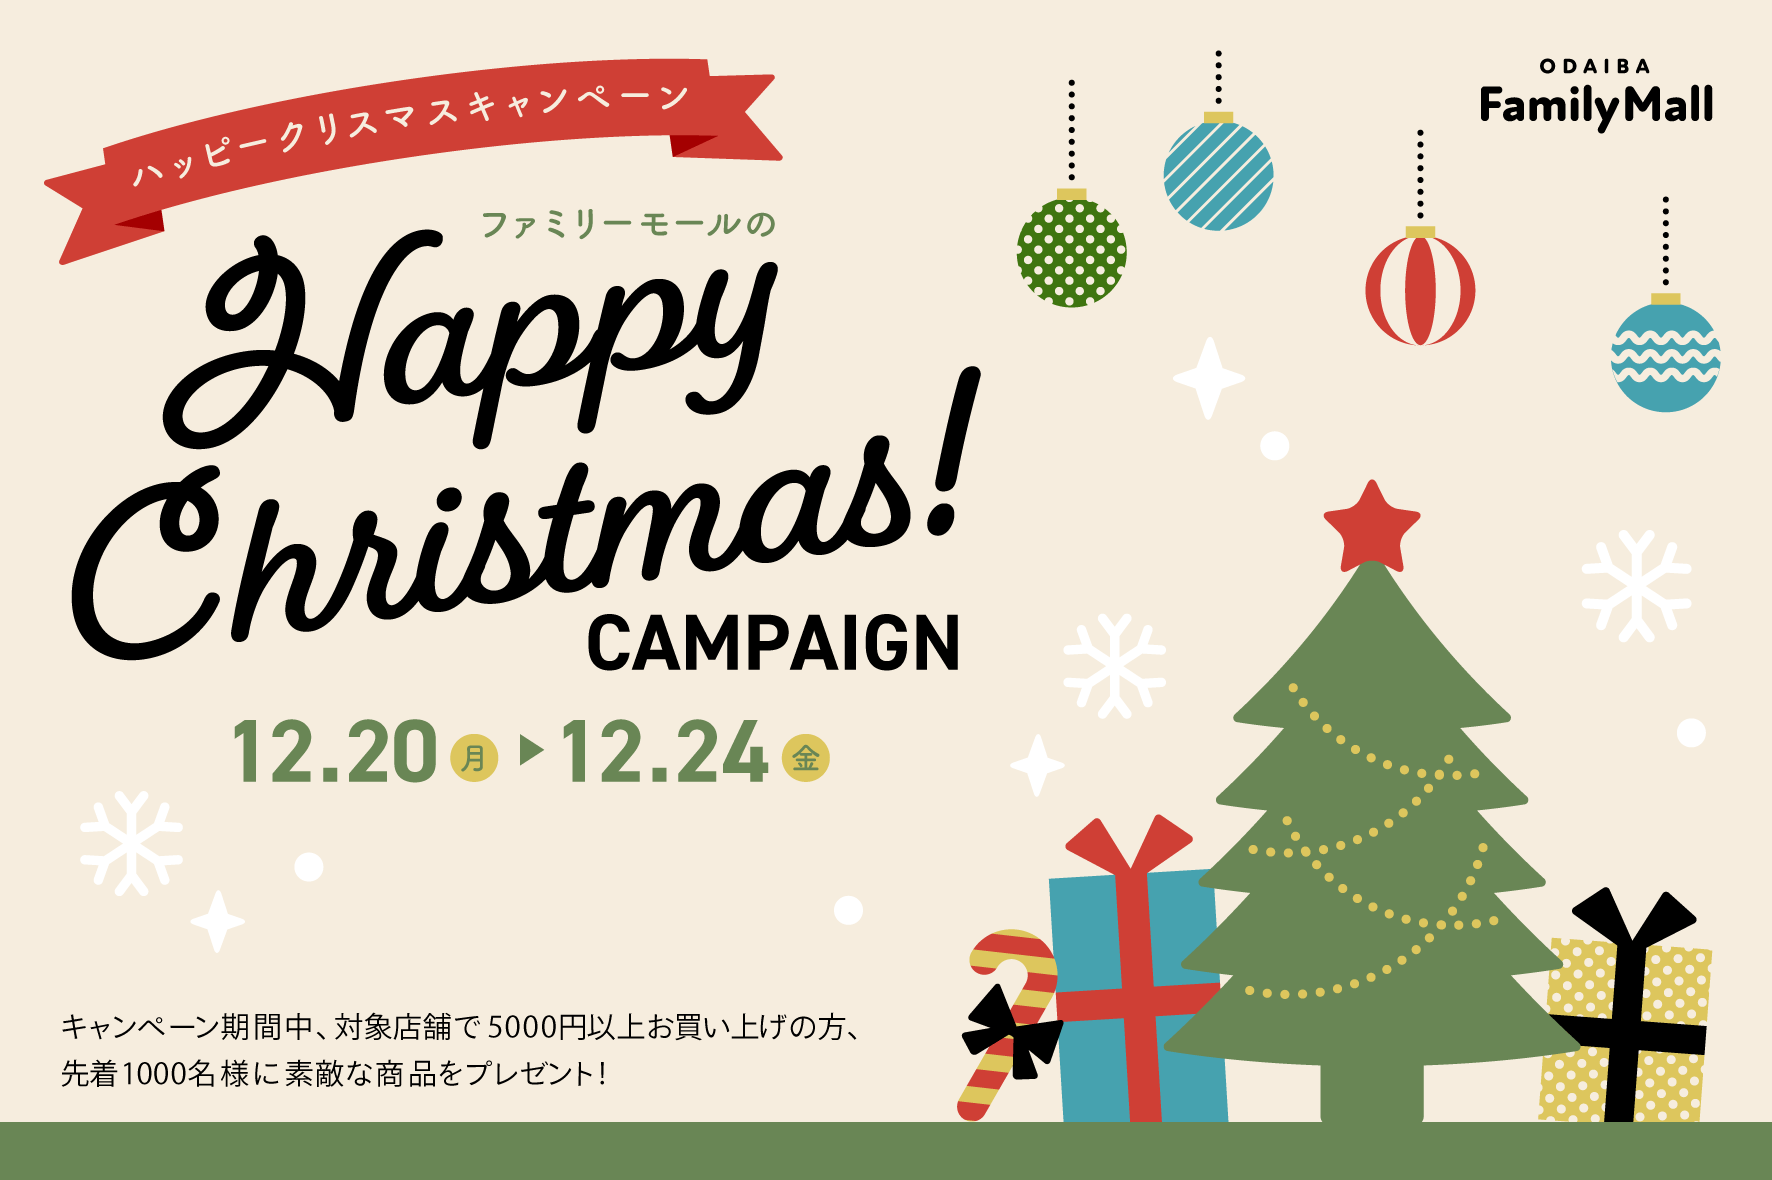 ハッピークリスマスキャンペーン
ODAIBA
FamilyMall
ファミリーモールの
Happy
Christmas!
CAMPAIGN
12.20 月 ▶ 12.24 金
キャンペーン期間中、対象店舗で5000円以上お買い上げの方、
先着1000名様に素敵な商品をプレゼント!